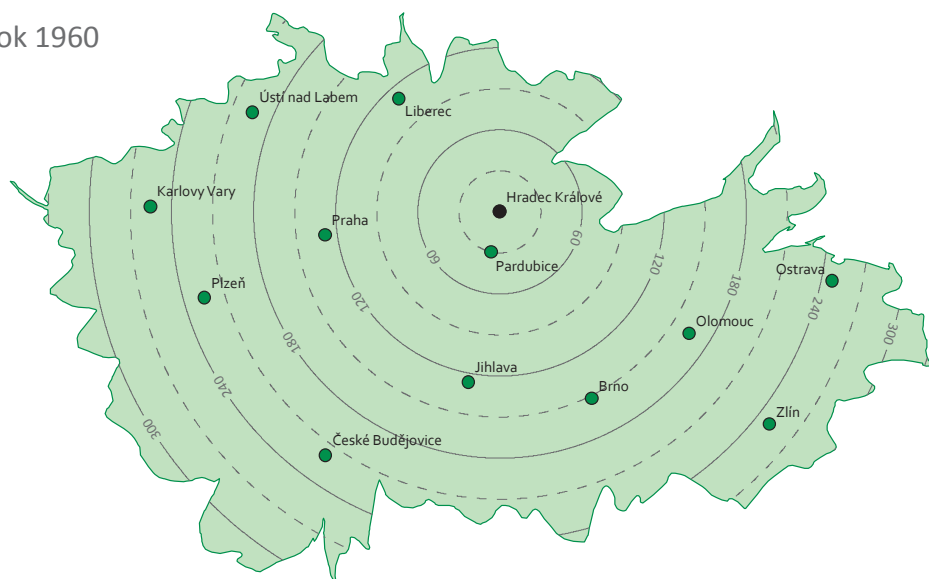 ok 1960
Ústí nad Labem
Liberec
Karlovy Vary
Hradec Králové
Praha
60
60
Pardubice
120
Ostrava
Plzeň
180
240
120
Olomouc
300
180
Jihlava
240
Brno
Zlín
300
České Budějovice